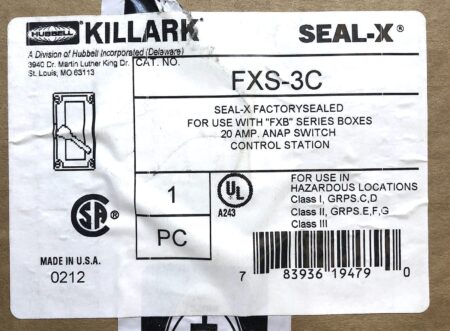 HUBBELL KILLARK® SEAL-X®
A Division of Hubbell Incorporated (Delaware)
3940 Dr. Martin Luther King Dr.
St. Louis, MO 63113
CAT. NO.
FXS-3C
SEAL-X FACTORYSEALED
FOR USE WITH "FXB" SERIES BOXES
20 AMP. ANAP SWITCH
CONTROL STATION
1
PC
UL
A243
FOR USE IN
HAZARDOUS LOCATIONS
Class I, GRPS.C,D
Class II, GRPS.E,F,G
Class III
SA®
MADE IN U.S.A.
0212
7 83936 19479 0